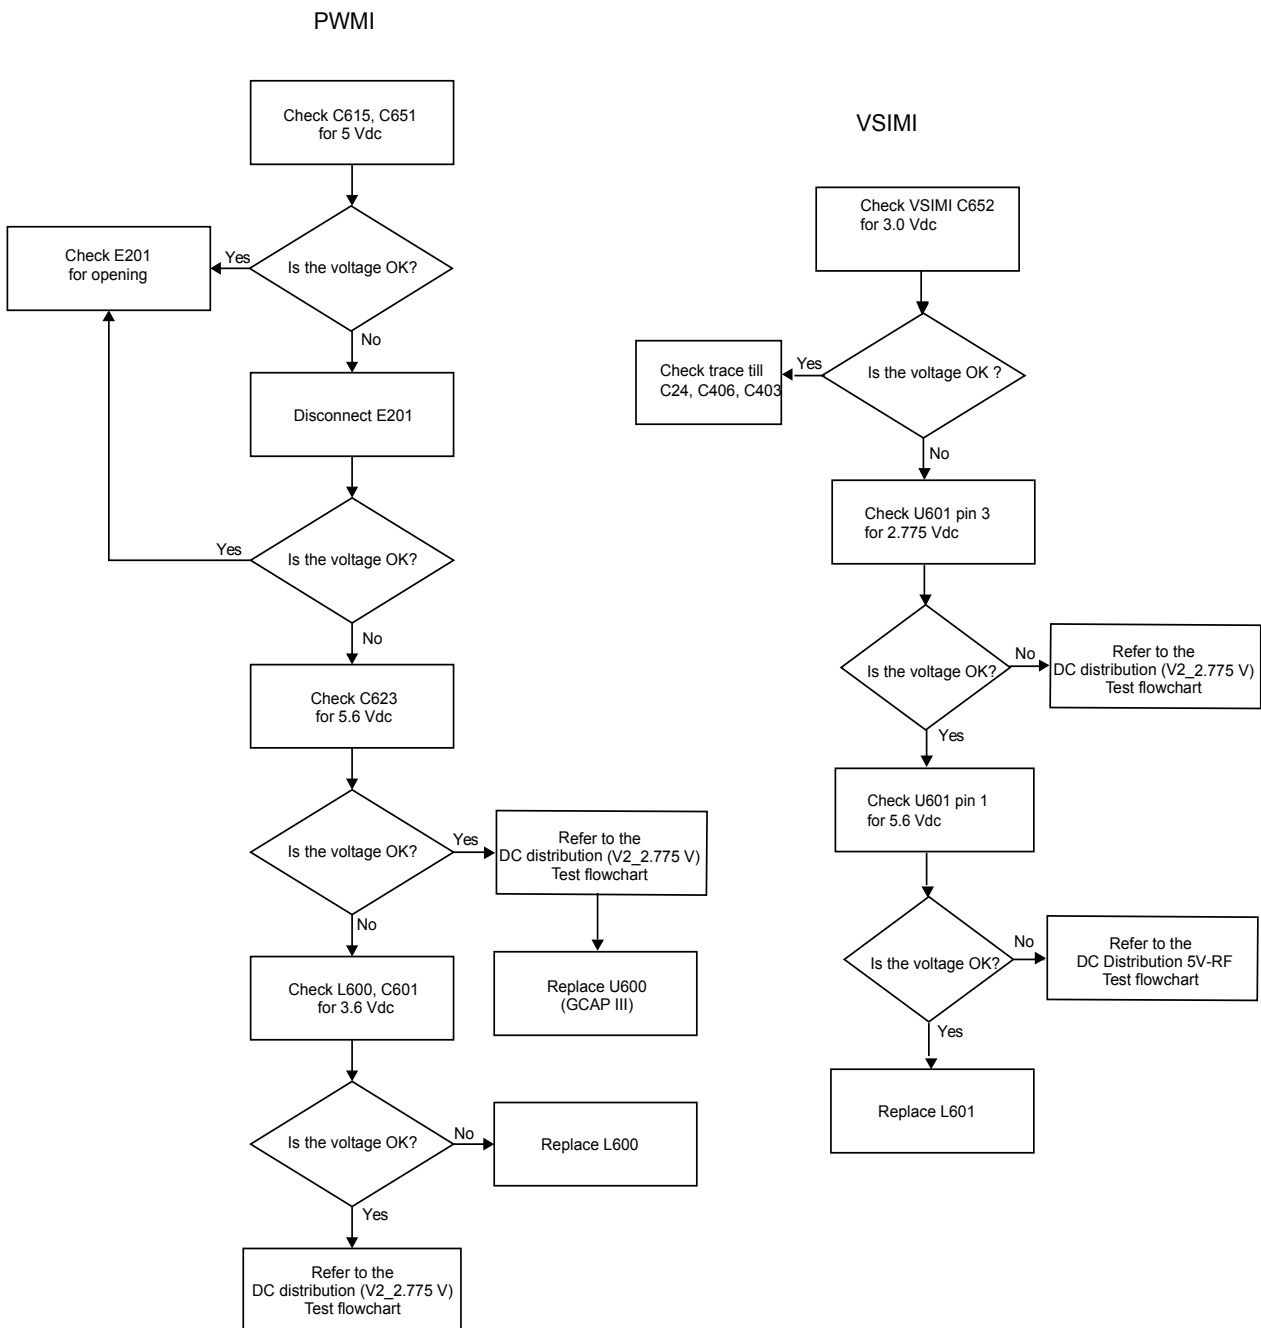 PWMI
Check C615, C651
for 5 Vdc
Is the voltage OK?
Yes
Check E201
for opening
No
Disconnect E201
Is the voltage OK?
Yes
No
Check C623
for 5.6 Vdc
Is the voltage OK?
Yes
Refer to the
DC distribution (V2_2.775 V)
Test flowchart
Replace U600
(GCAP III)
No
Check L600, C601
for 3.6 Vdc
Is the voltage OK?
No
Replace L600
Yes
Refer to the
DC distribution (V2_2.775 V)
Test flowchart
VSIMI
Check VSIMI C652
for 3.0 Vdc
Is the voltage OK ?
Yes
Check trace till
C24, C406, C403
No
Check U601 pin 3
for 2.775 Vdc
Is the voltage OK?
No
Refer to the
DC distribution (V2_2.775 V)
Test flowchart
Yes
Check U601 pin 1
for 5.6 Vdc
Is the voltage OK?
No
Refer to the
DC Distribution 5V-RF
Test flowchart
Yes
Replace L601